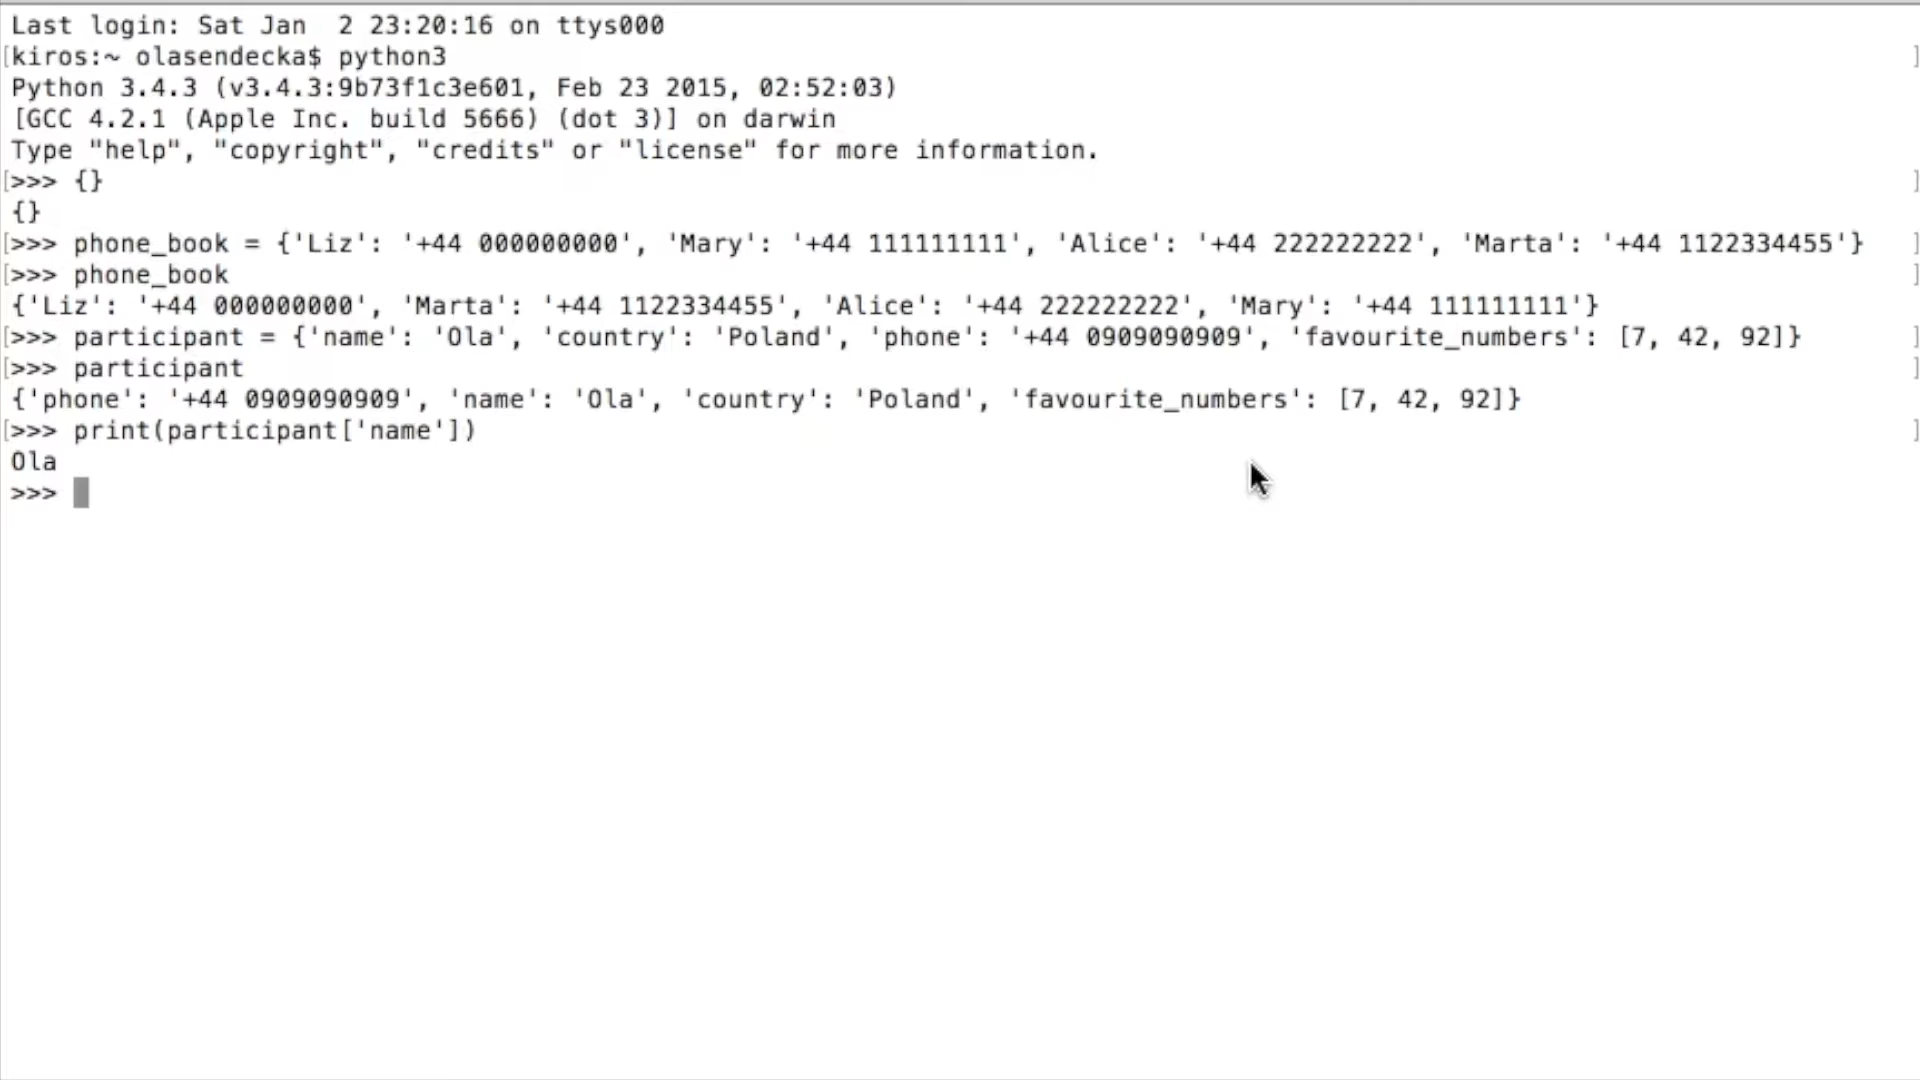 Last login: Sat Jan  2 23:20:16 on ttys000
[kiros:~ olasendecka$ python3 ]
Python 3.4.3 (v3.4.3:9b73f1c3e601, Feb 23 2015, 02:52:03)
[GCC 4.2.1 (Apple Inc. build 5666) (dot 3)] on darwin
Type "help", "copyright", "credits" or "license" for more information.
[>>> {} ]
{}
[>>> phone_book = {'Liz': '+44 000000000', 'Mary': '+44 111111111', 'Alice': '+44 222222222', 'Marta': '+44 1122334455'} ]
[>>> phone_book ]
{'Liz': '+44 000000000', 'Marta': '+44 1122334455', 'Alice': '+44 222222222', 'Mary': '+44 111111111'}
[>>> participant = {'name': 'Ola', 'country': 'Poland', 'phone': '+44 0909090909', 'favourite_numbers': [7, 42, 92]} ]
[>>> participant ]
{'phone': '+44 0909090909', 'name': 'Ola', 'country': 'Poland', 'favourite_numbers': [7, 42, 92]}
[>>> print(participant['name']) ]
Ola
>>>